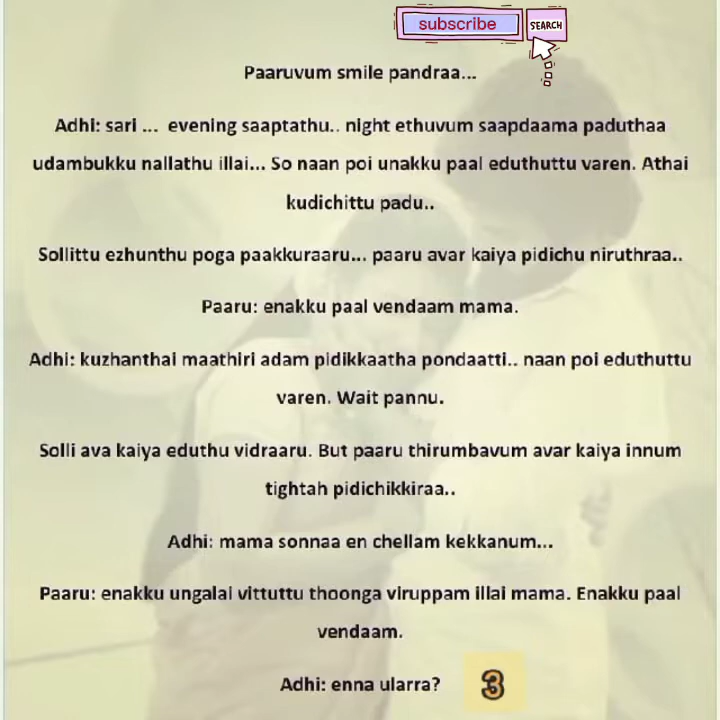 subscribe SEARCH
Paaruvum smile pandraa...
Adhi: sari ... evening saaptathu.. night ethuvum saapdaama paduthaa
udambukku nallathu illai... So naan poi unakku paal eduthuttu varen. Athai
kudichittu padu..
Sollittu ezhunthu poga paakkuraaru... paaru avar kaiya pidichu niruthraa..
Paaru: enakku paal vendaam mama.
Adhi: kuzhanthai maathiri adam pidikkaatha pondaatti.. naan poi eduthuttu
varen. Wait pannu.
Solli ava kaiya eduthu vidraaru. But paaru thirumbavum avar kaiya innum
tightah pidichikkiraa..
Adhi: mama sonnaa en chellam kekkanum...
Paaru: enakku ungalai vittuttu thoonga viruppam illai mama. Enakku paal
vendaam.
Adhi: enna ularra? 3